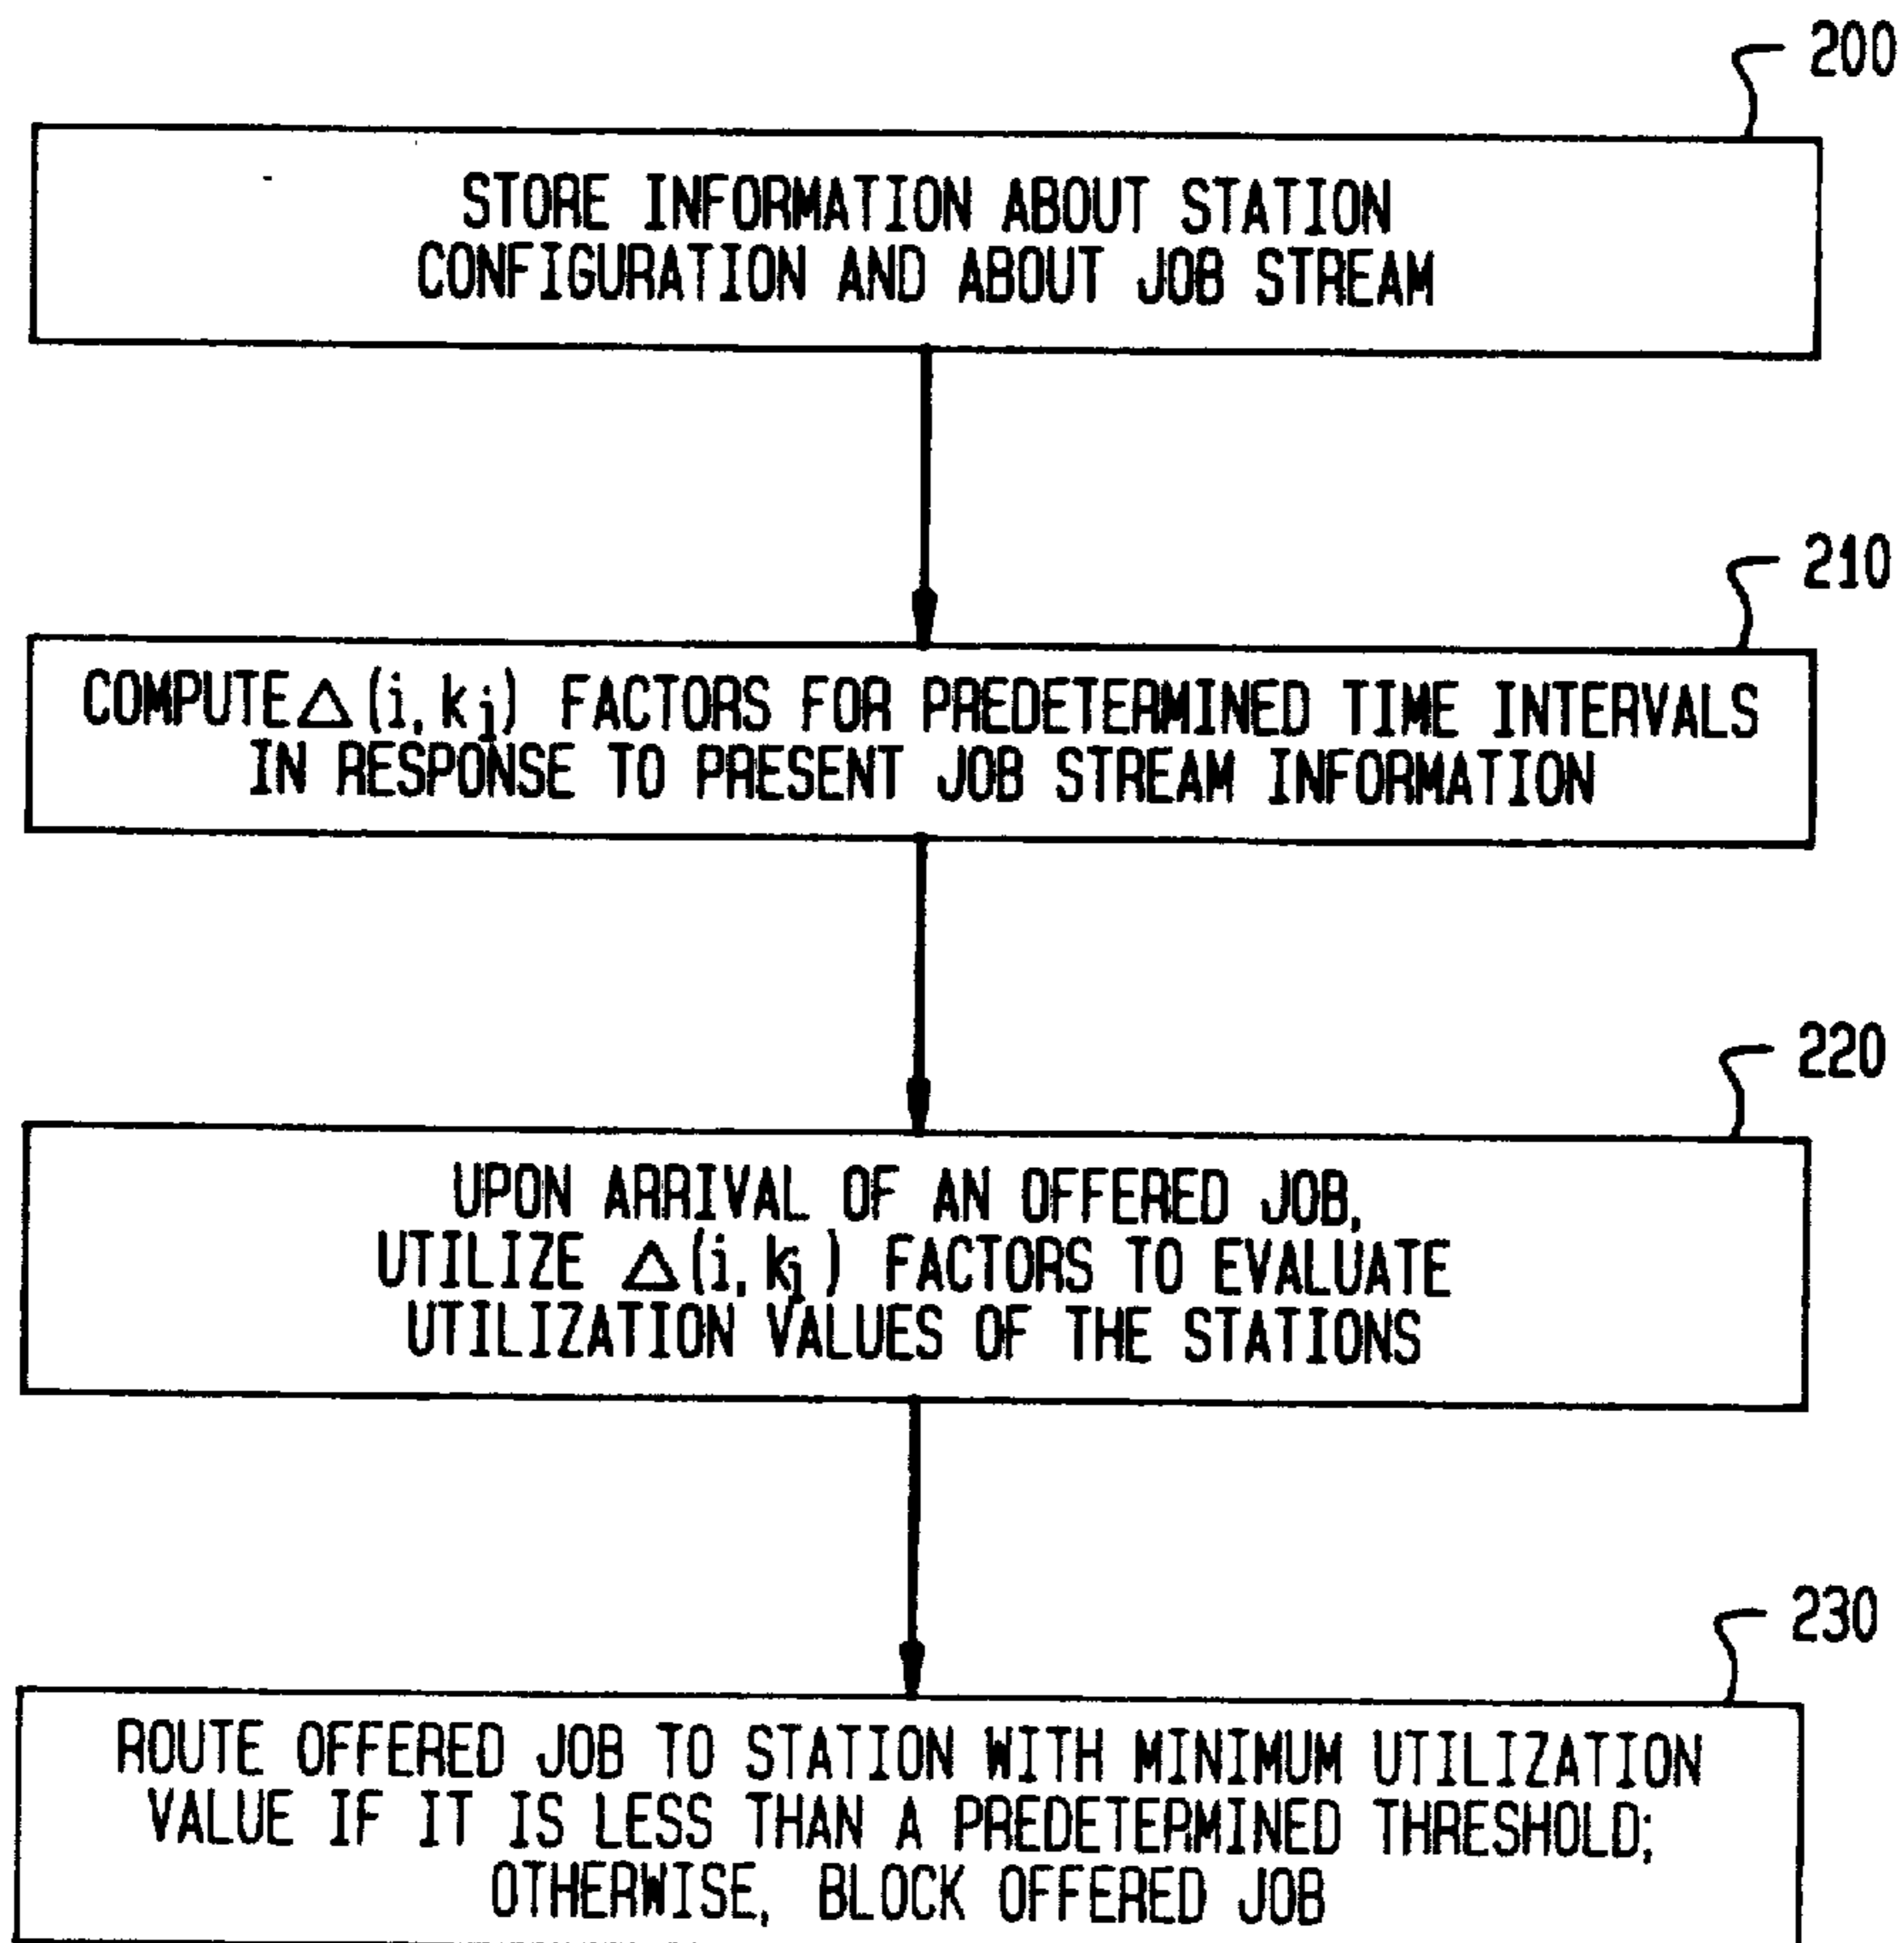 200
STORE INFORMATION ABOUT STATION
CONFIGURATION AND ABOUT JOB STREAM
210
COMPUTE △(i, kj) FACTORS FOR PREDETERMINED TIME INTERVALS
IN RESPONSE TO PRESENT JOB STREAM INFORMATION
220
UPON ARRIVAL OF AN OFFERED JOB,
UTILIZE △(i, kj) FACTORS TO EVALUATE
UTILIZATION VALUES OF THE STATIONS
230
ROUTE OFFERED JOB TO STATION WITH MINIMUM UTILIZATION
VALUE IF IT IS LESS THAN A PREDETERMINED THRESHOLD;
OTHERWISE, BLOCK OFFERED JOB